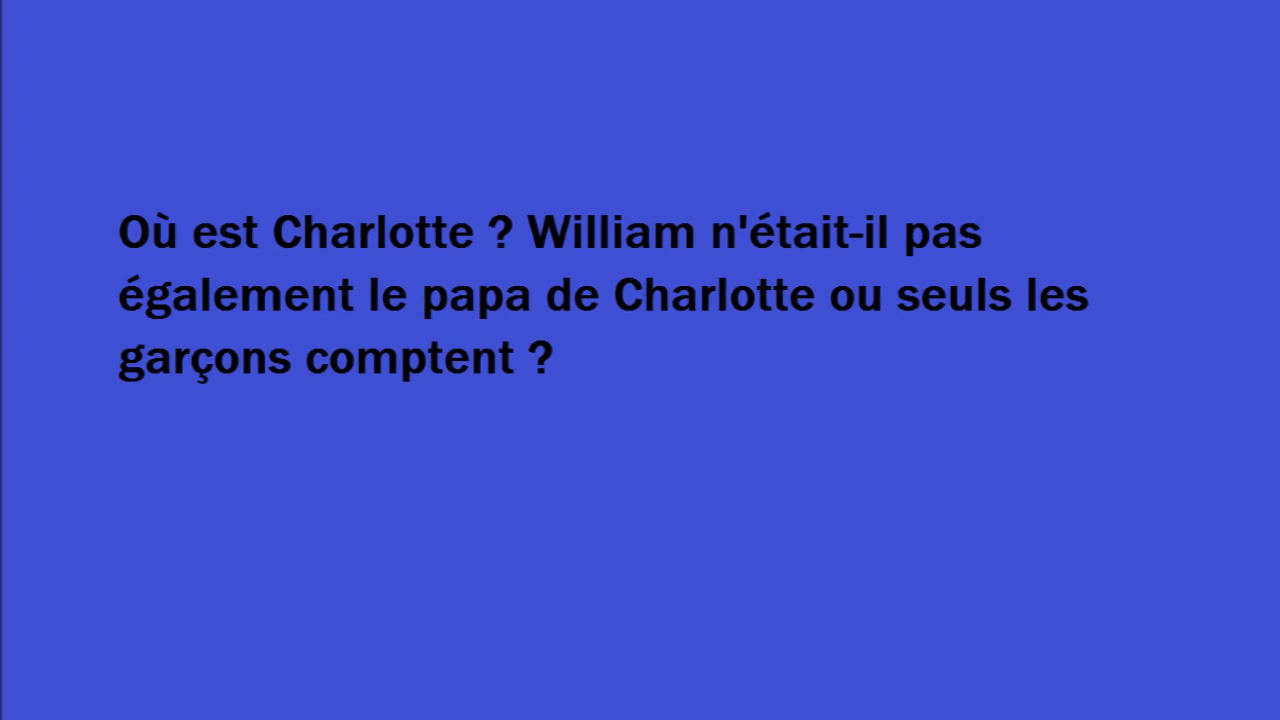 Où est Charlotte ? William n'était-il pas
également le papa de Charlotte ou seuls les
garçons comptent ?